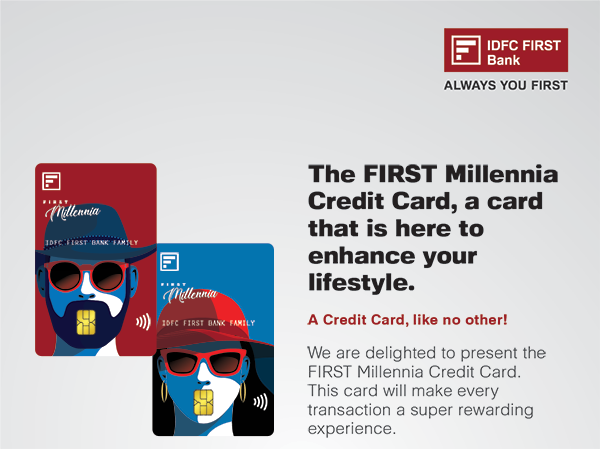 IDFC FIRST
Bank
ALWAYS YOU FIRST
The FIRST Millennia
Credit Card, a card
that is here to
enhance your
lifestyle.
A Credit Card, like no other!
We are delighted to present the
FIRST Millennia Credit Card.
This card will make every
transaction a super rewarding
experience.
FIRST
Millennia
IDFC FIRST BANK FAMILY
FIRST
Millennia
IDFC FIRST BANK FAMILY